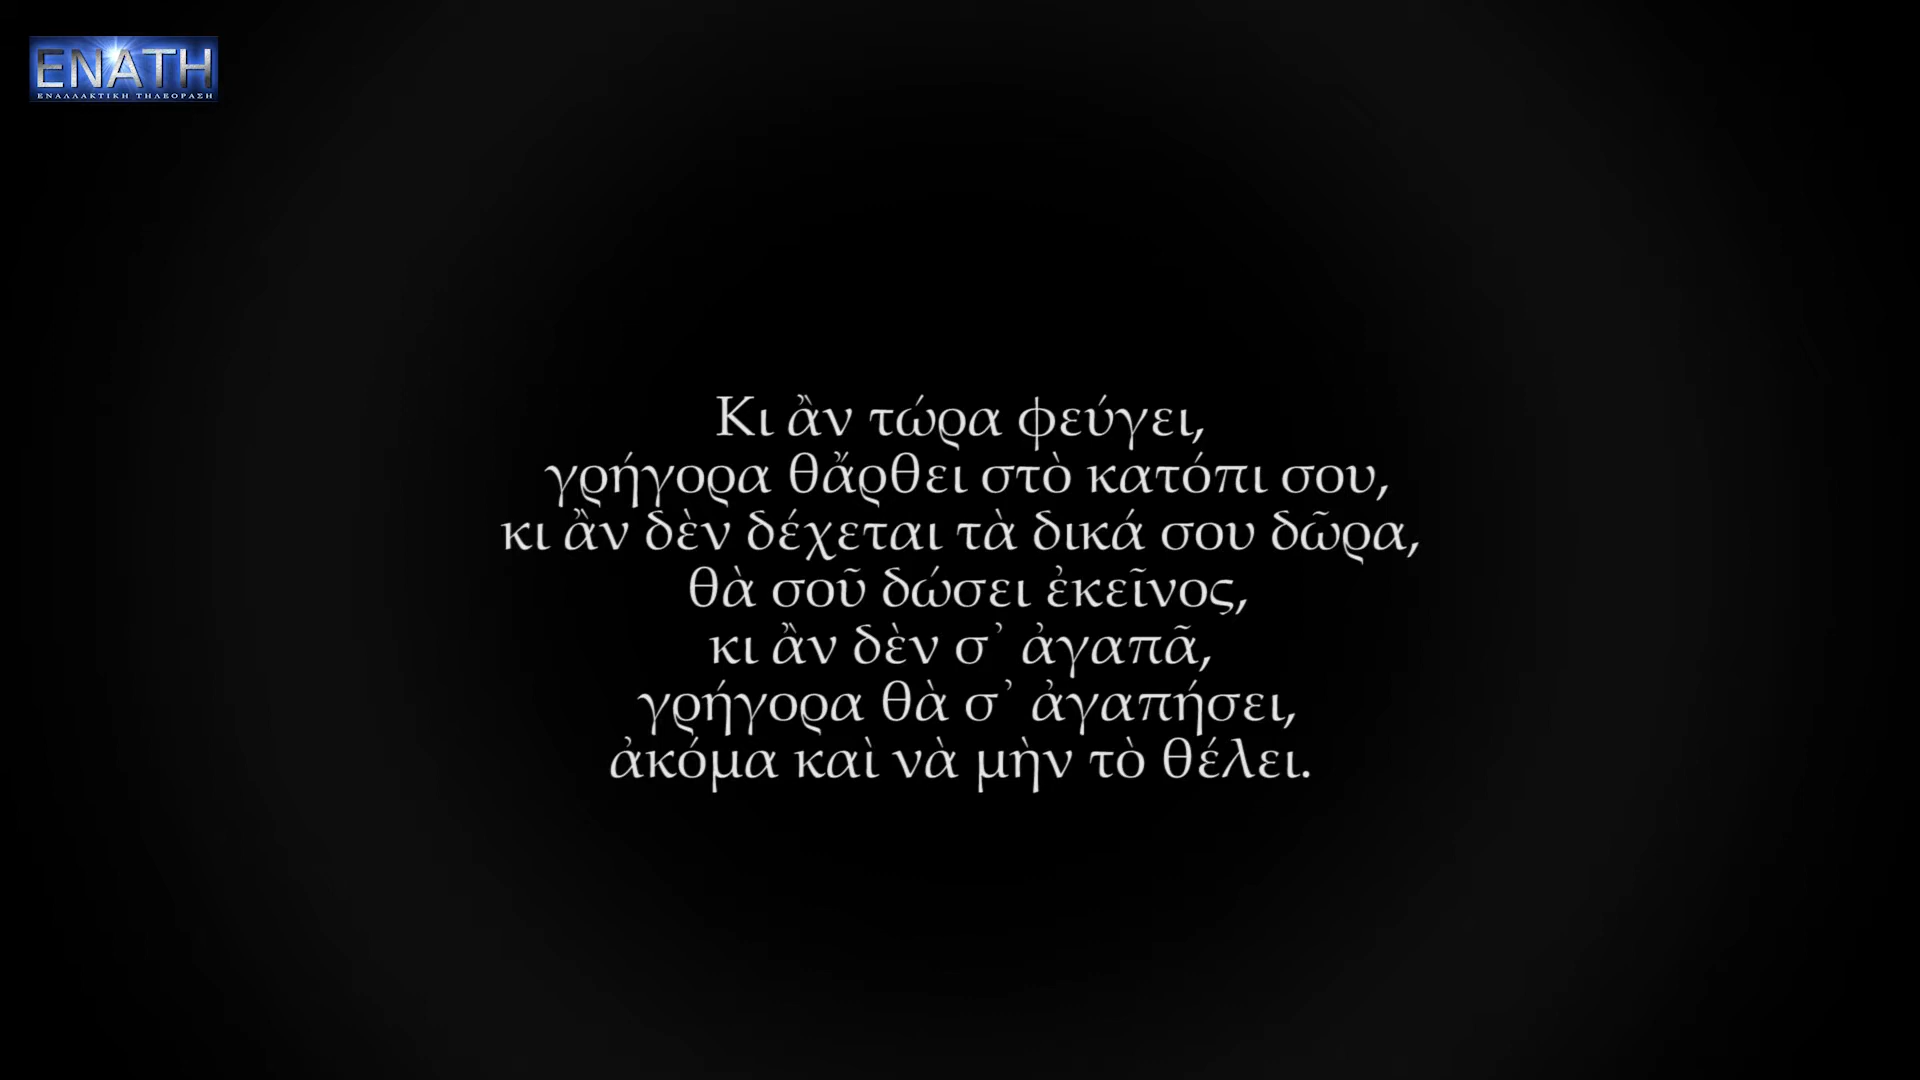 ΕΝΑΤΗ
ΕΝΑΛΛΑΚΤΙΚΗ ΤΗΛΕΟΡΑΣΗ
Κι ἂν τώρα φεύγει,
γρήγορα θἄρθει στὸ κατόπι σου,
κι ἂν δὲν δέχεται τὰ δικά σου δῶρα,
θὰ σοῦ δώσει ἐκεῖνος,
κι ἂν δὲν σ᾽ ἀγαπᾶ,
γρήγορα θὰ σ᾽ ἀγαπήσει,
ἀκόμα καὶ νὰ μὴν τὸ θέλει.